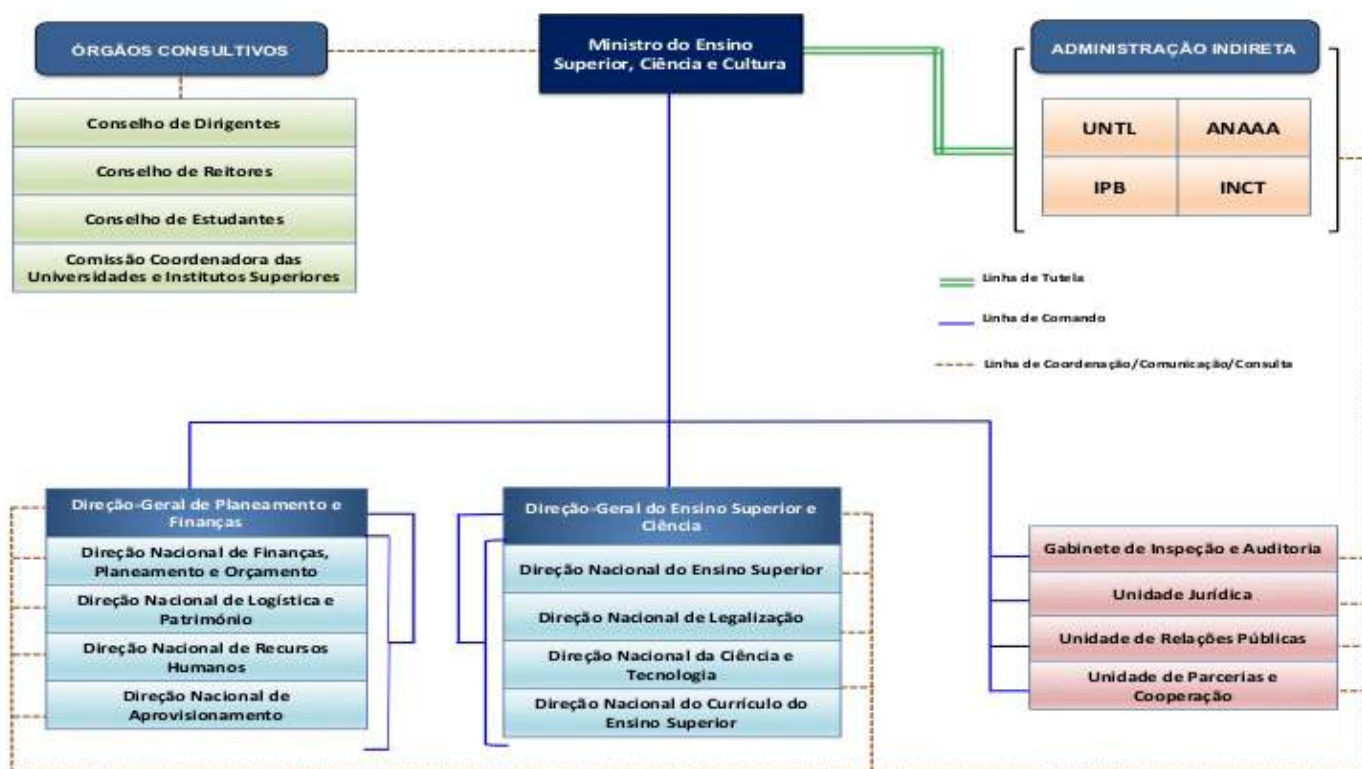 ÓRGÃOS CONSULTIVOS
Conselho de Dirigentes
Conselho de Reitores
Conselho de Estudantes
Comissão Coordenadora das
Universidades e Institutos Superiores
Ministro do Ensino
Superior, Ciência e Cultura
ADMINISTRAÇÃO INDIRETA
UNTL
ANAAA
IPB
INCT
Linha de Tutela
Linha de Comando
Linha de Coordenação/Comunicação/Consulta
Direção-Geral de Planeamento e
Finanças
Direção Nacional de Finanças,
Planeamento e Orçamento
Direção Nacional de Logística e
Património
Direção Nacional de Recursos
Humanos
Direção Nacional de
Aprovisionamento
Direção-Geral do Ensino Superior e
Ciência
Direção Nacional do Ensino Superior
Direção Nacional de Legalização
Direção Nacional da Ciência e
Tecnologia
Direção Nacional do Currículo do
Ensino Superior
Gabinete de Inspeção e Auditoria
Unidade Jurídica
Unidade de Relações Públicas
Unidade de Parcerias e
Cooperação